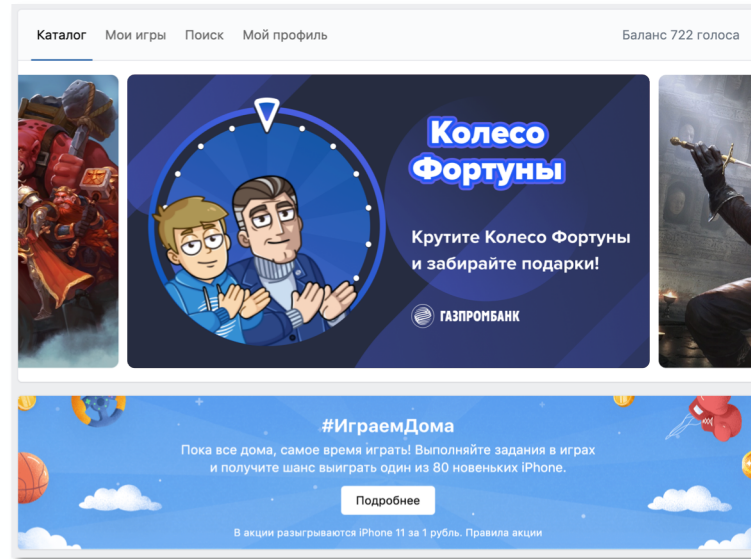 Каталог Мои игры Поиск Мой профиль Баланс 722 голоса
Колесо
Фортуны
Крутите Колесо Фортуны
и забирайте подарки!
ГАЗПРОМБАНК
#ИграемДома
Пока все дома, самое время играть! Выполняйте задания в играх
и получите шанс выиграть один из 80 новеньких iPhone.
Подробнее
В акции разыгрываются iPhone 11 за 1 рубль. Правила акции